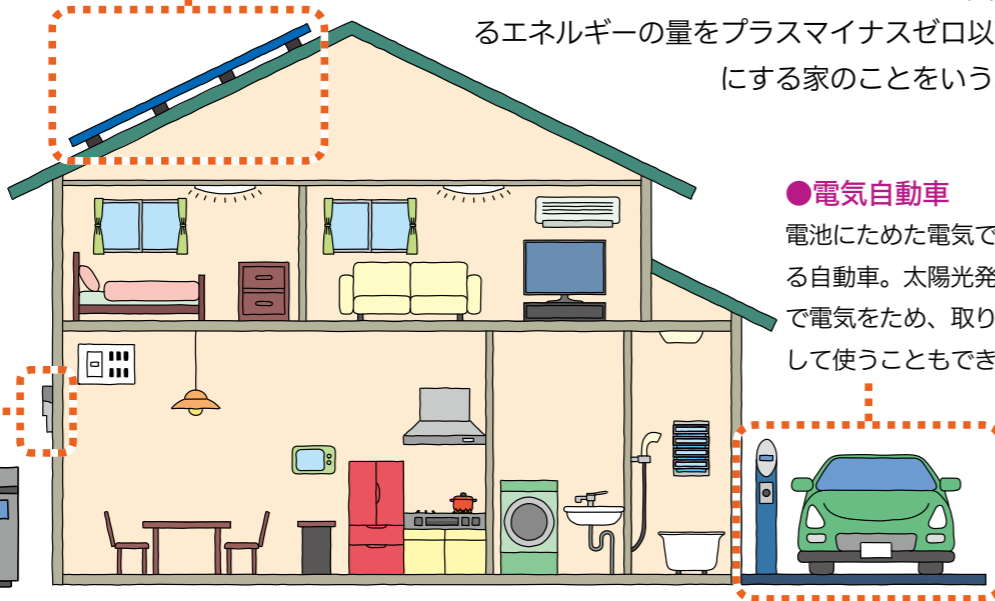 るエネルギーの量をプラスマイナスゼロ以
にする家のことをいう
●電気自動車
電池にためた電気で
る自動車。太陽光発
で電気をため、取り
して使うこともでき